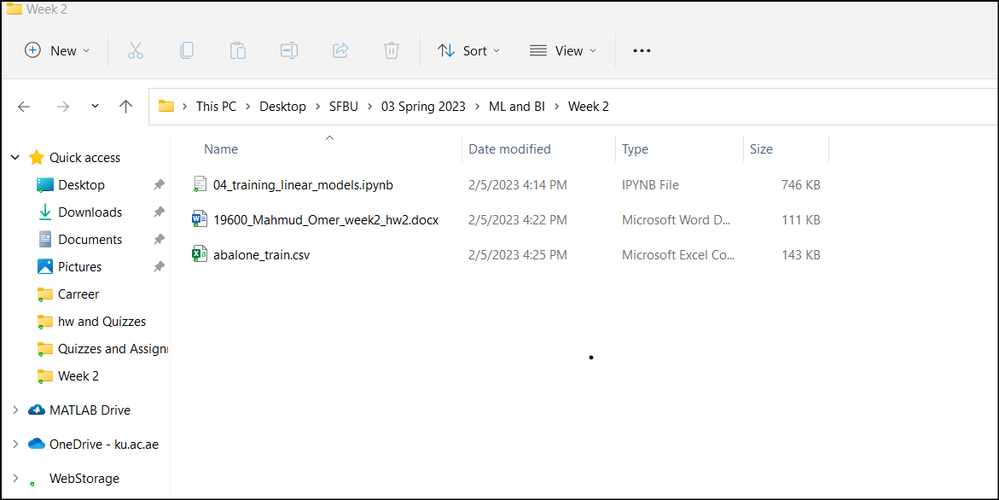 Week 2
New Sort View
This PC Desktop SFBU 03 Spring 2023 ML and BI Week 2
Quick access
Desktop
Downloads
Documents
Pictures
Carreer
hw and Quizzes
Quizzes and Assign
Week 2
MATLAB Drive
OneDrive - ku.ac.ae
WebStorage
Name Date modified Type Size
04_training_linear_models.ipynb 2/5/2023 4:14 PM IPYNB File 746 KB
19600_Mahmud_Omer_week2_hw2.docx 2/5/2023 4:22 PM Microsoft Word D... 111 KB
abalone_train.csv 2/5/2023 4:25 PM Microsoft Excel Co... 143 KB